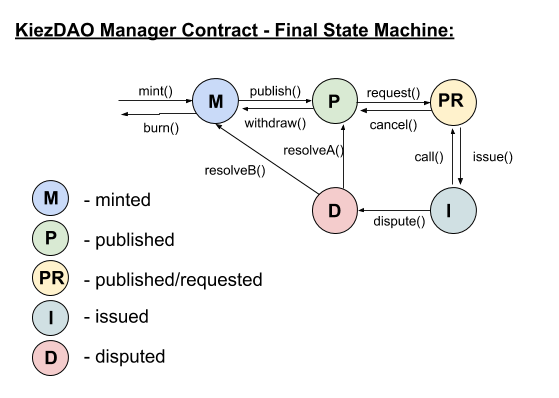 KiezDAO Manager Contract - Final State Machine:
mint()
M
publish()
P
request()
PR
burn()
withdraw()
cancel()
resolveA()
call()
issue()
resolveB()
D
dispute()
I
M - minted
P - published
PR - published/requested
I - issued
D - disputed